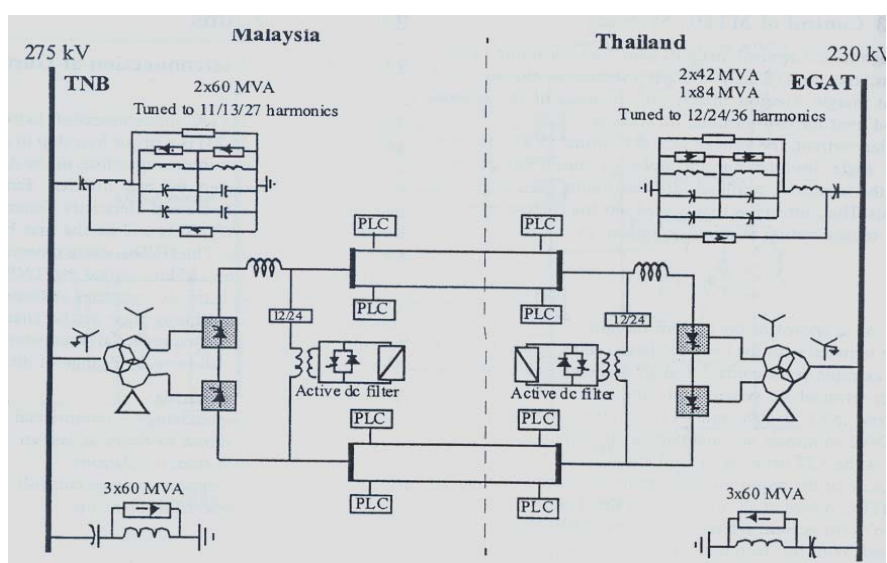 Malaysia
Thailand
275 kV
TNB
230 kV
EGAT
2x60 MVA
Tuned to 11/13/27 harmonics
2x42 MVA
1x84 MVA
Tuned to 12/24/36 harmonics
PLC
PLC
PLC
PLC
12/24
12/24
Active dc filter
Active dc filter
PLC
PLC
PLC
PLC
3x60 MVA
3x60 MVA